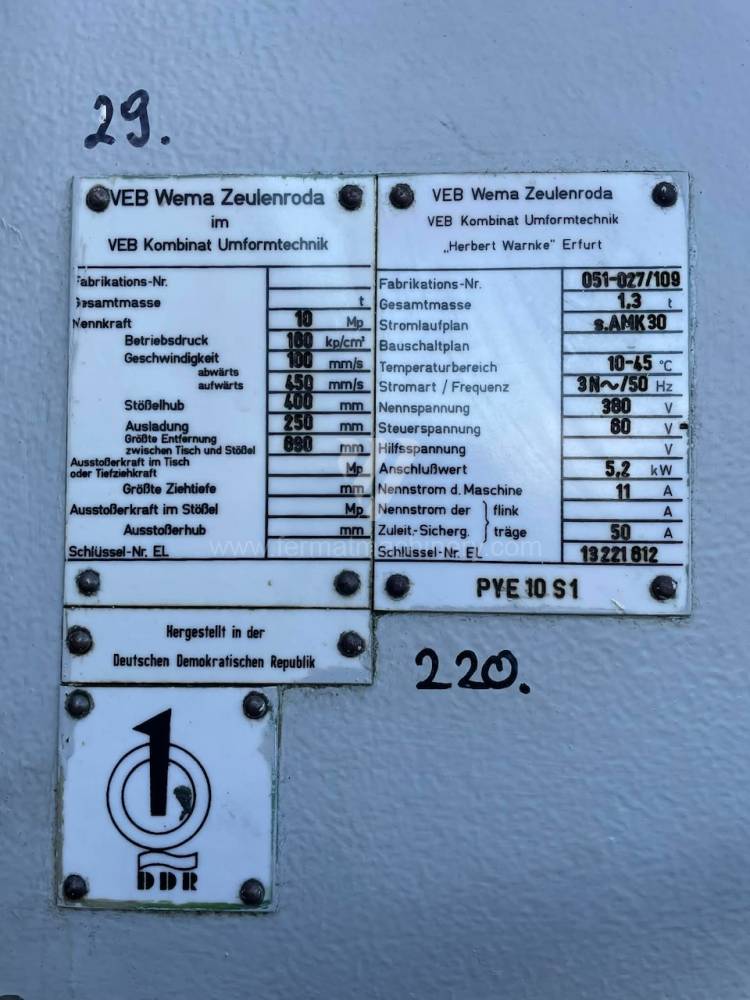 29.
VEB Wema Zeulenroda
im
VEB Kombinat Umformtechnik
Fabrikations-Nr.
Gesamtmasse t
Nennkraft 10 Mp
Betriebsdruck kp/cm²
Geschwindigkeit
abwärts 100 mm/s
aufwärts 450 mm/s
Stößelhub 400 mm
Ausladung 250 mm
Größte Entfernung
zwischen Tisch und Stößel mm
Ausstoßerkraft im Tisch
oder Tiefziehkraft Mp
Größte Ziehtiefe mm
Ausstoßerkraft im Stößel Mp
Ausstoßerhub mm
Schlüssel-Nr. EL
VEB Wema Zeulenroda
VEB Kombinat Umformtechnik
„Herbert Warnke" Erfurt
Fabrikations-Nr. 051-027/109
Gesamtmasse 1,3 t
Stromlaufplan s.AMK30
Bauschaltplan
Temperaturbereich 10-45 °C
Stromart / Frequenz 3N~/50 Hz
Nennspannung 380 V
Steuerspannung 60 V
Hilfsspannung V
Anschlußwert 5,2 kW
Nennstrom d. Maschine 11 A
Nennstrom der } flink A
Zuleit-Sicherg. } träge 50 A
Schlüssel-Nr. EL 13221612
PYE 10 S1
Hergestellt in der
Deutschen Demokratischen Republik
220.
1
DDR
www.fermatmachinery.com